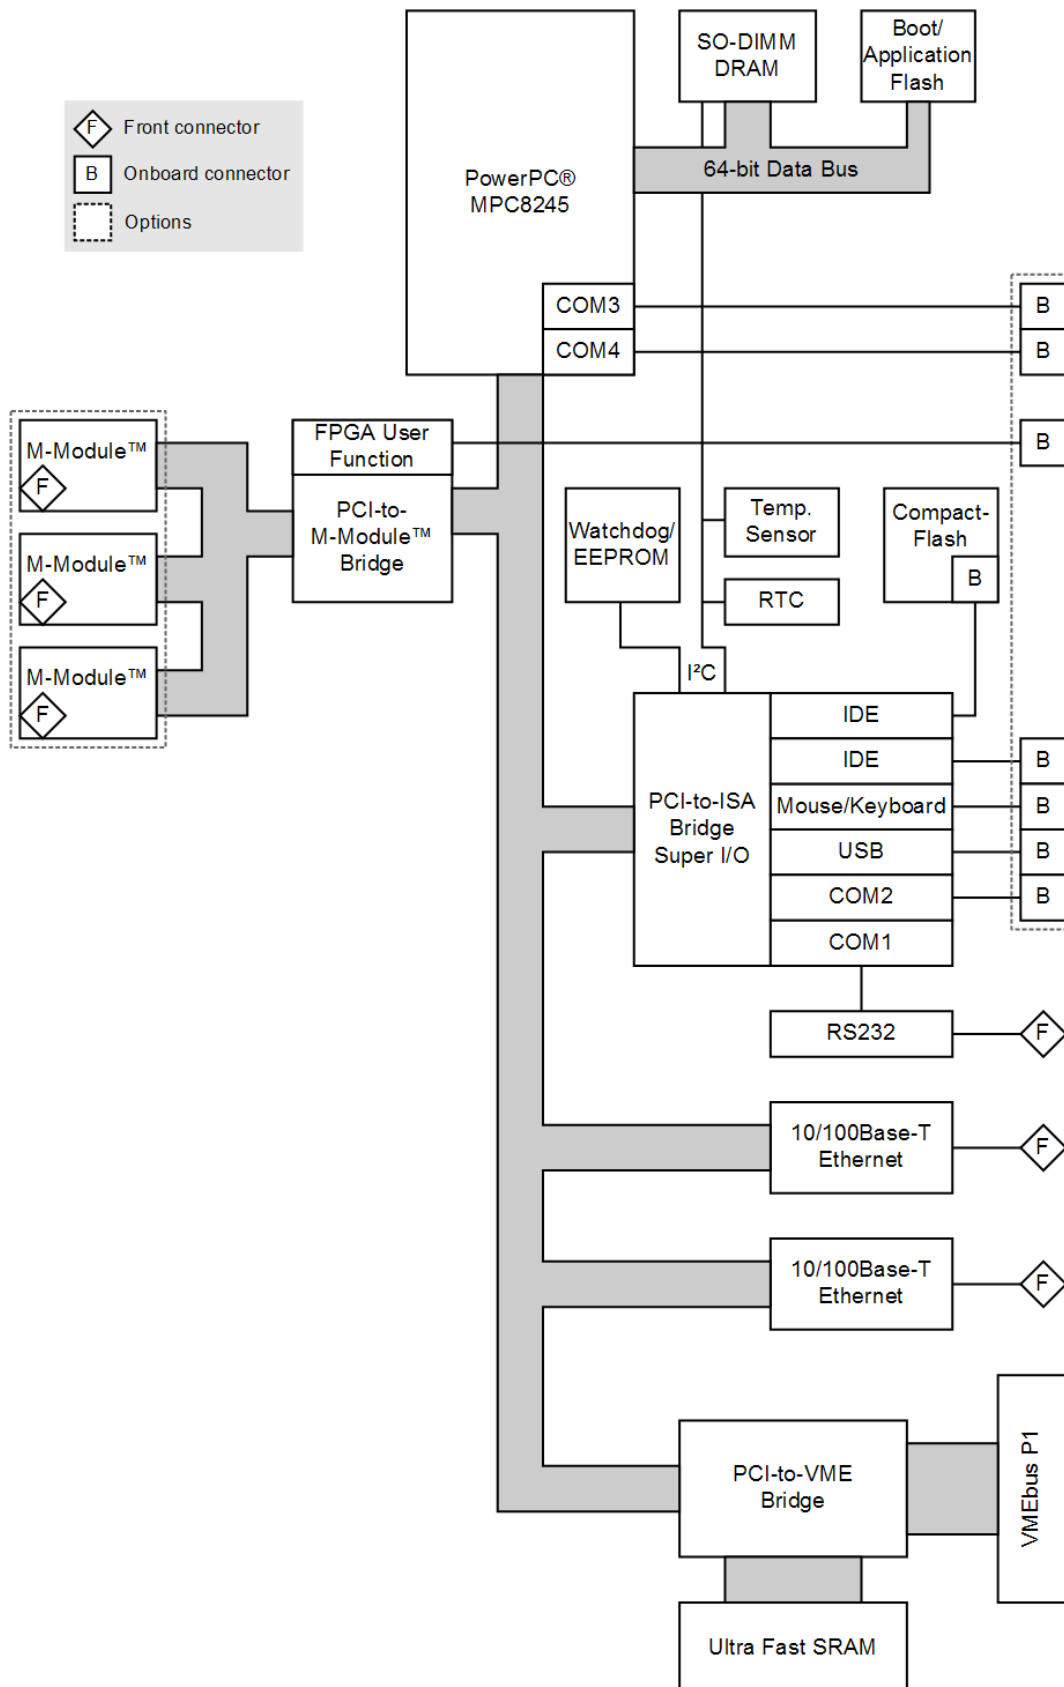 SO-DIMM
DRAM
Boot/
Application
Flash
F
Front connector
B
Onboard connector
Options
PowerPC®
MPC8245
64-bit Data Bus
COM3
B
COM4
B
M-Module™
F
FPGA User
Function
B
PCI-to-
M-Module™
Bridge
Watchdog/
EEPROM
Temp.
Sensor
Compact-
Flash
B
M-Module™
F
RTC
M-Module™
F
I²C
PCI-to-ISA
Bridge
Super I/O
IDE
IDE
B
Mouse/Keyboard
B
USB
B
COM2
B
COM1
RS232
F
10/100Base-T
Ethernet
F
10/100Base-T
Ethernet
F
PCI-to-VME
Bridge
VMEbus P1
Ultra Fast SRAM